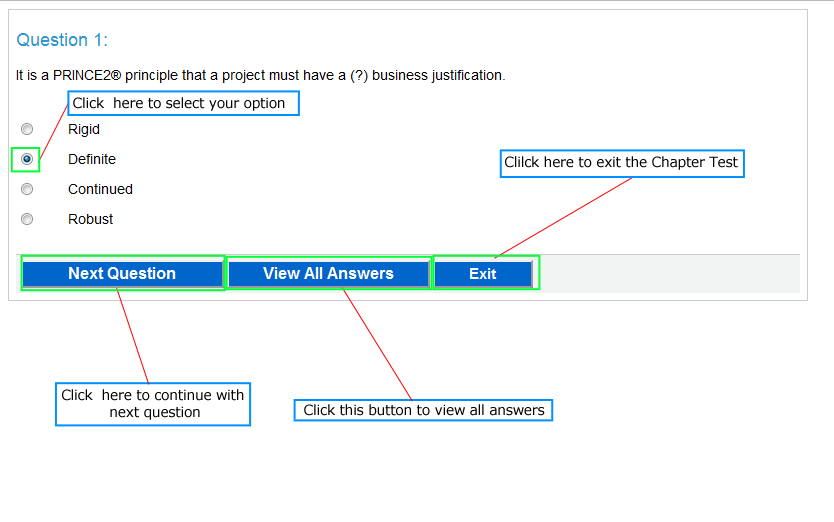 Question 1:
It is a PRINCE2® principle that a project must have a (?) business justification.
Click here to select your option
Rigid
Definite
Clilck here to exit the Chapter Test
Continued
Robust
Next Question View All Answers Exit
Click here to continue with
next question
Click this button to view all answers